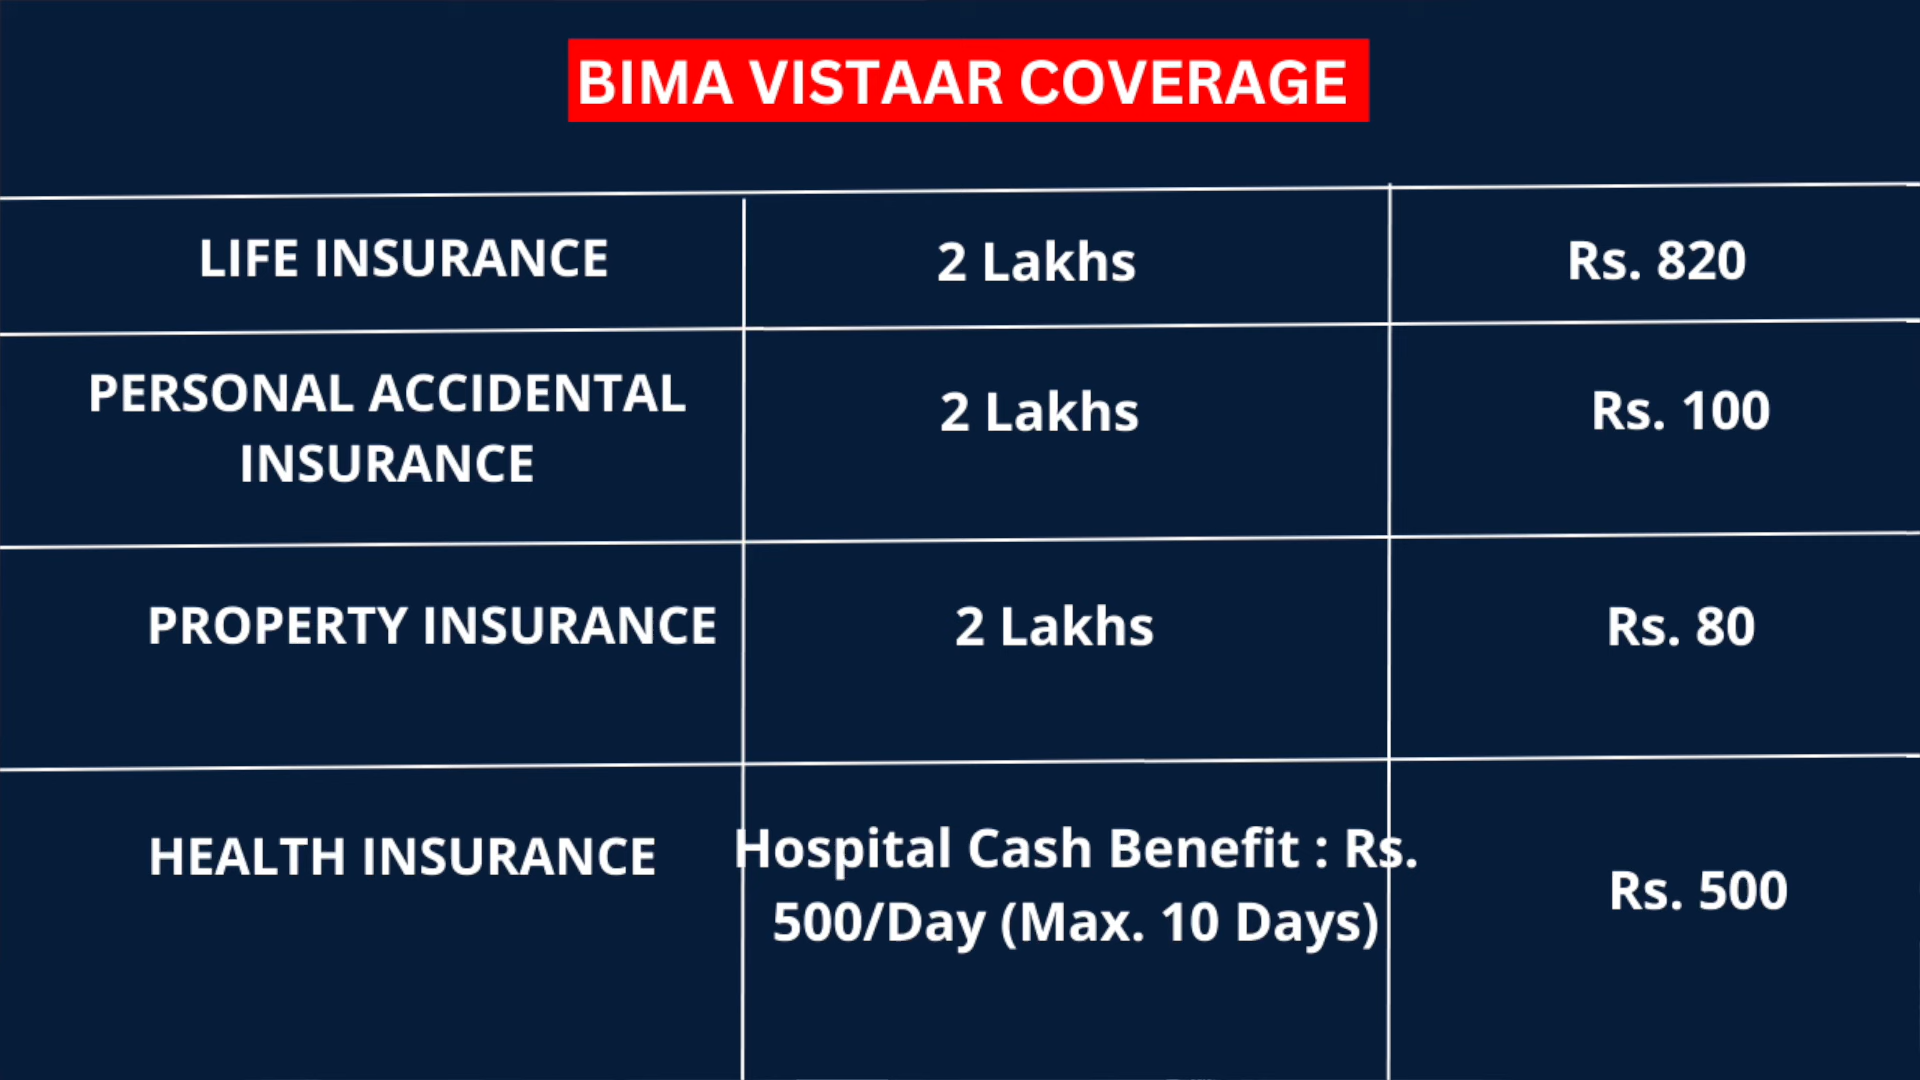 BIMA VISTAAR COVERAGE
LIFE INSURANCE
2 Lakhs
Rs. 820
PERSONAL ACCIDENTAL
INSURANCE
2 Lakhs
Rs. 100
PROPERTY INSURANCE
2 Lakhs
Rs. 80
HEALTH INSURANCE
Hospital Cash Benefit : Rs.
500/Day (Max. 10 Days)
Rs. 500